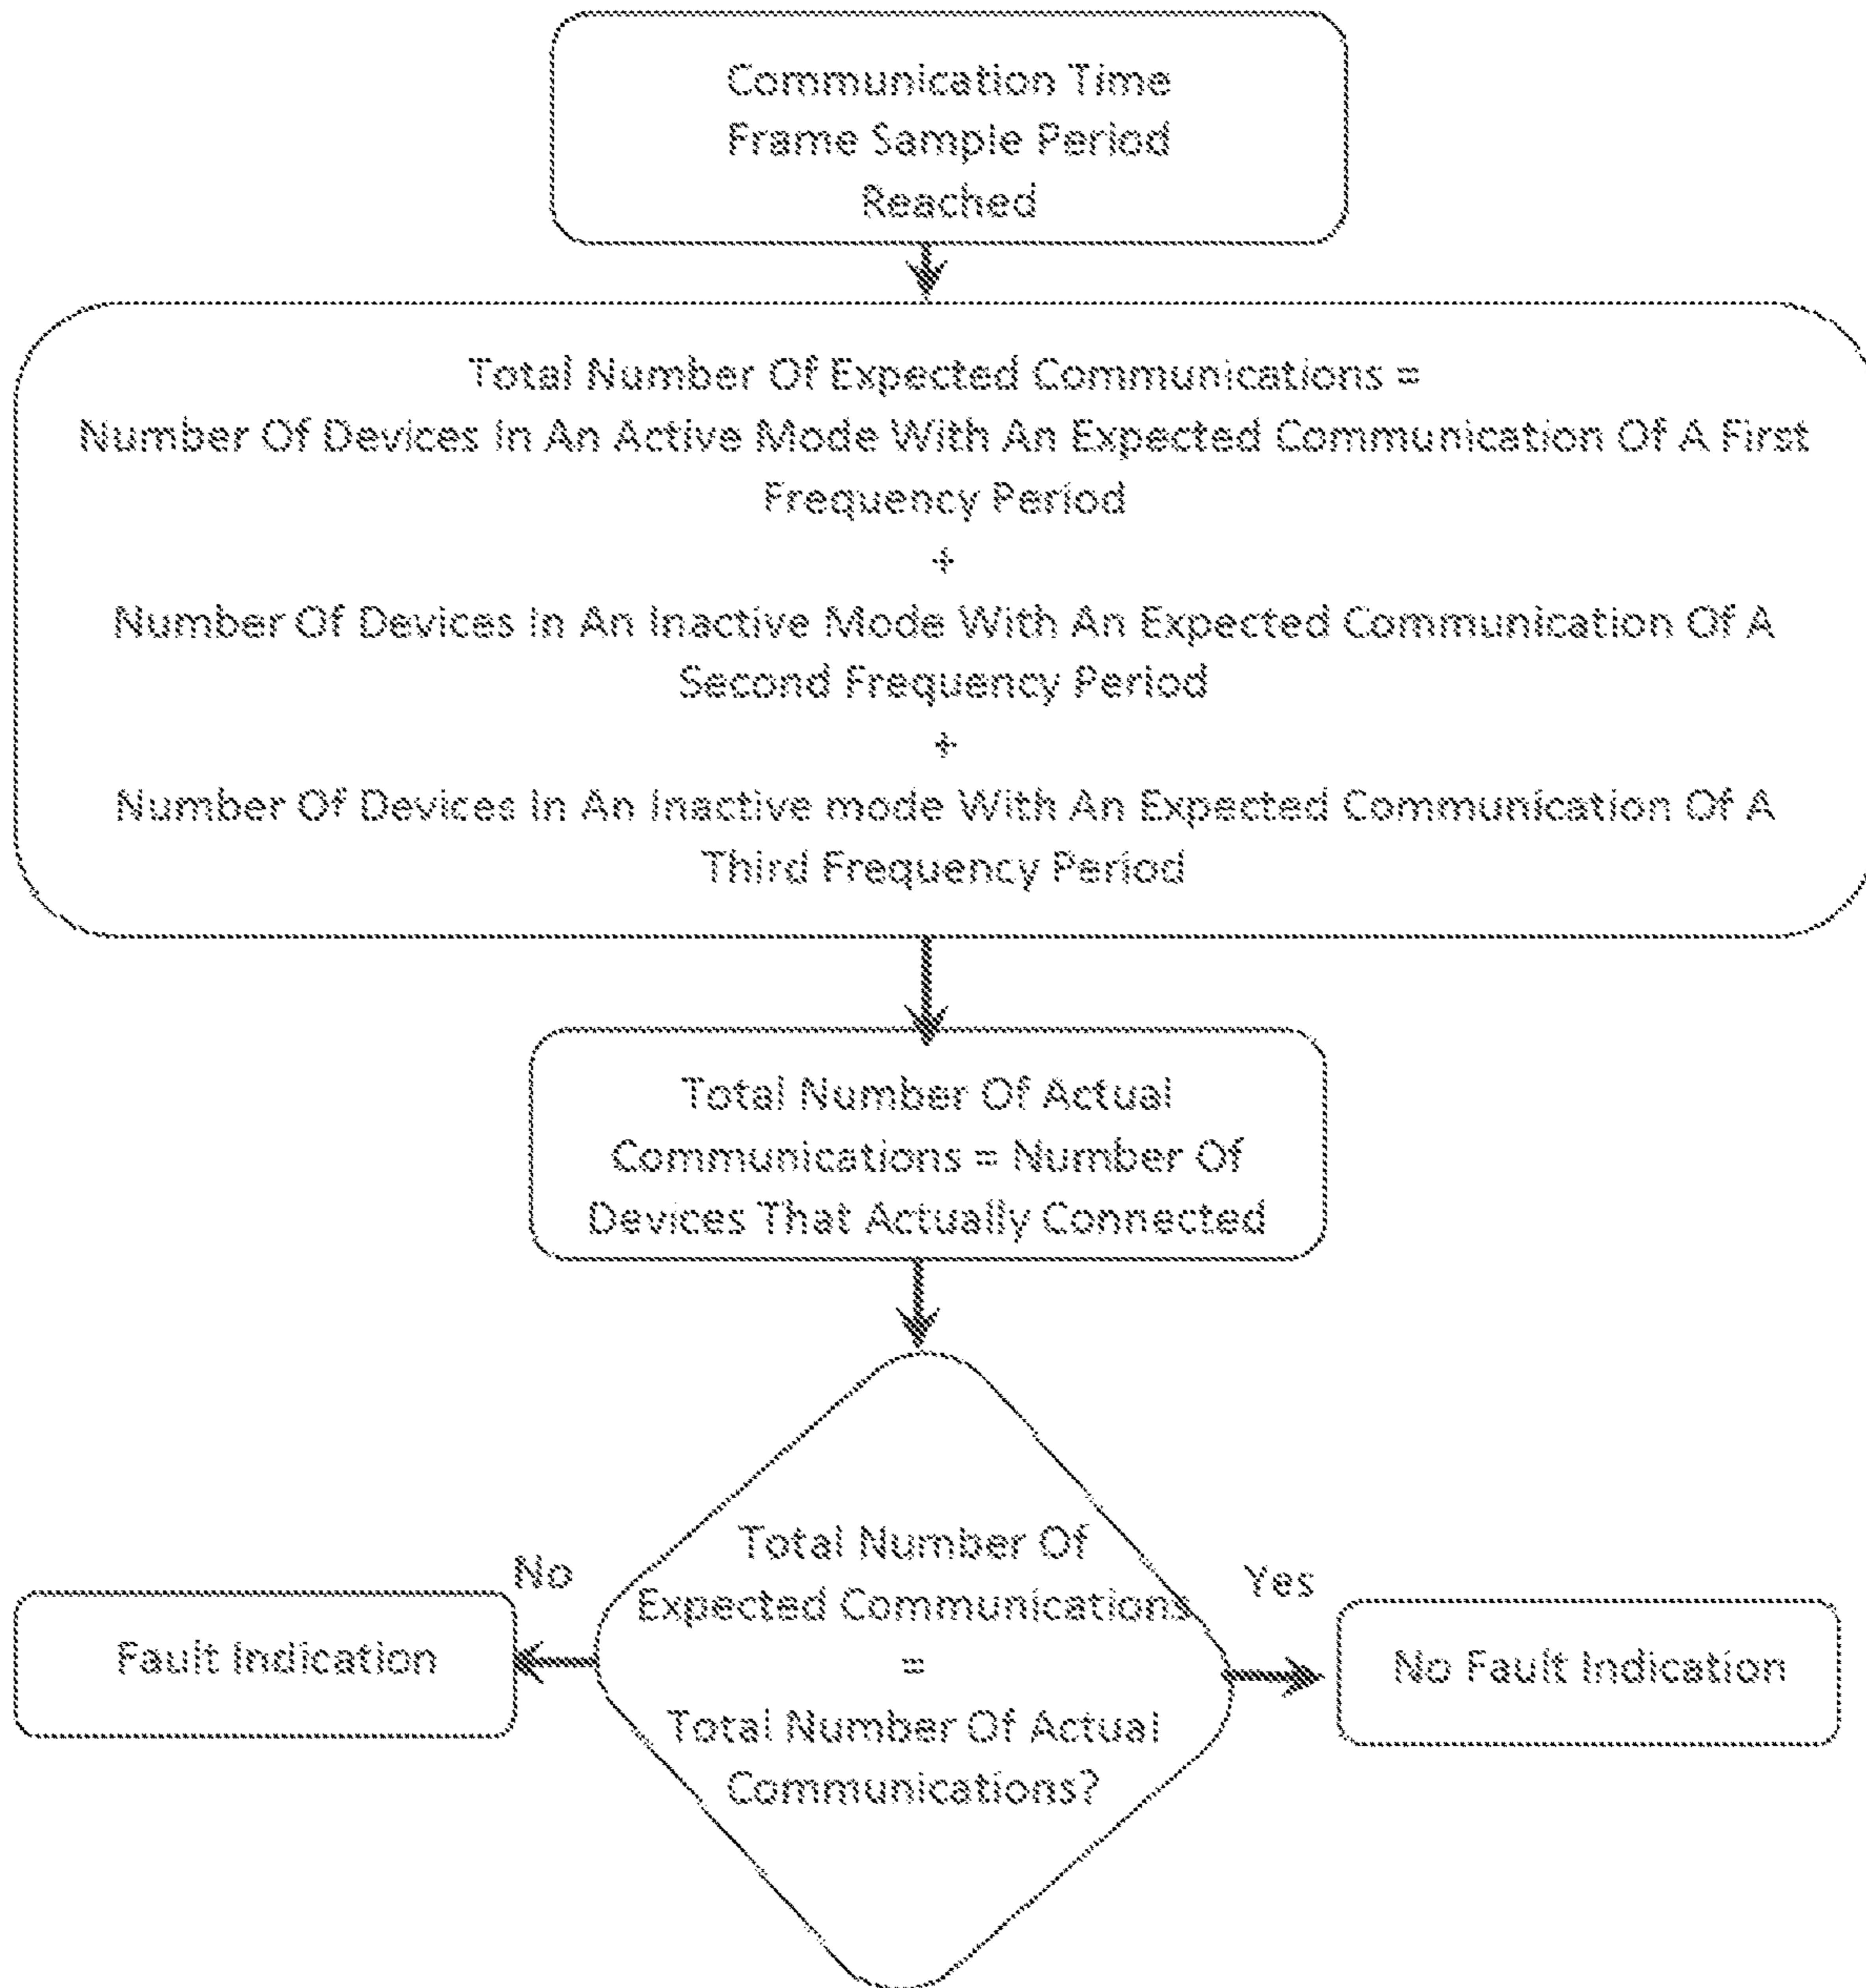 Communication Time
Frame Sample Period
Reached
Total Number Of Expected Communications =
Number Of Devices In An Active Mode With An Expected Communication Of A First
Frequency Period
+
Number Of Devices In An Inactive Mode With An Expected Communication Of A
Second Frequency Period
+
Number Of Devices In An Inactive mode With An Expected Communication Of A
Third Frequency Period
Total Number Of Actual
Communications = Number Of
Devices That Actually Connected
Total Number Of
Expected Communications
=
Total Number Of Actual
Communications?
No
Fault Indication
Yes
No Fault Indication